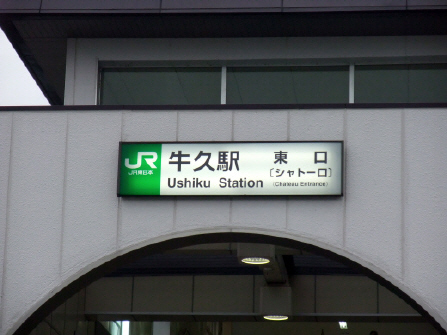 JR
JR東日本
牛久駅 東口
〔シャトー口〕
Ushiku Station (Chateau Entrance)